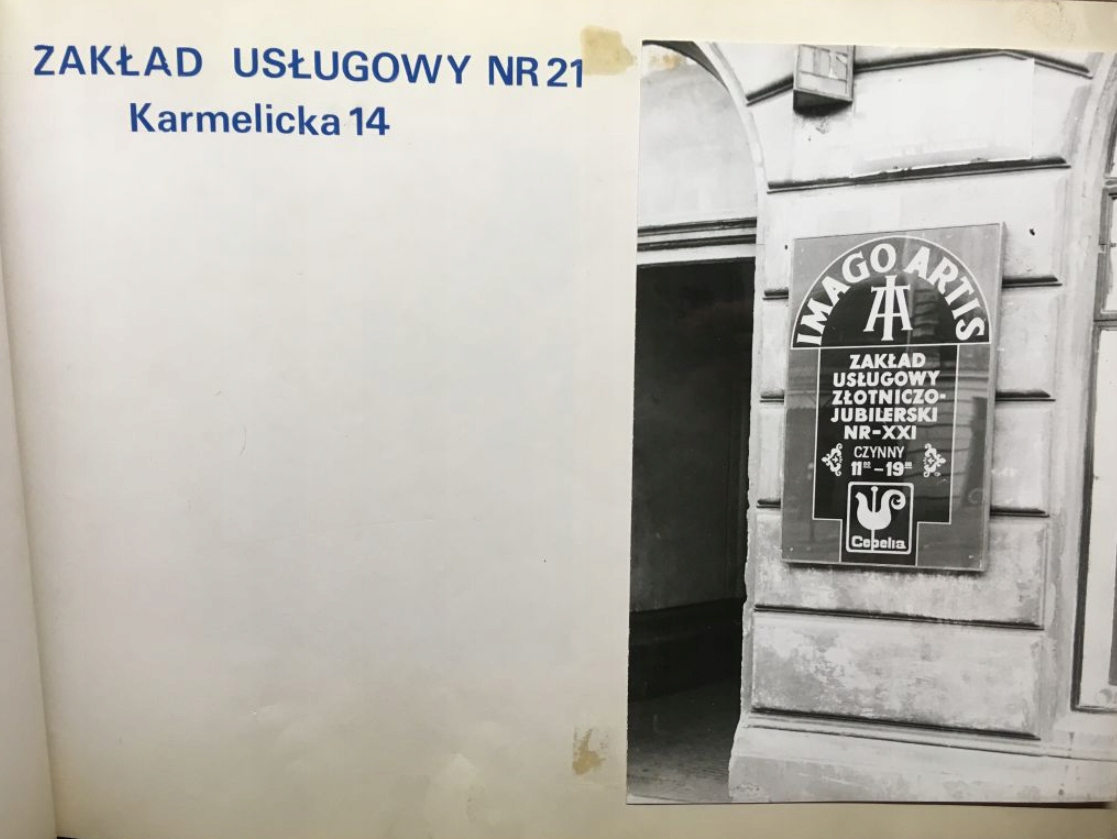 ZAKŁAD USŁUGOWY NR 21
Karmelicka 14
IMAGO ARTIS
ZAKŁAD
USŁUGOWY
ZŁOTNICZO-
JUBILERSKI
NR-XXI
CZYNNY
11⁰⁰-19⁰⁰
Cepelia